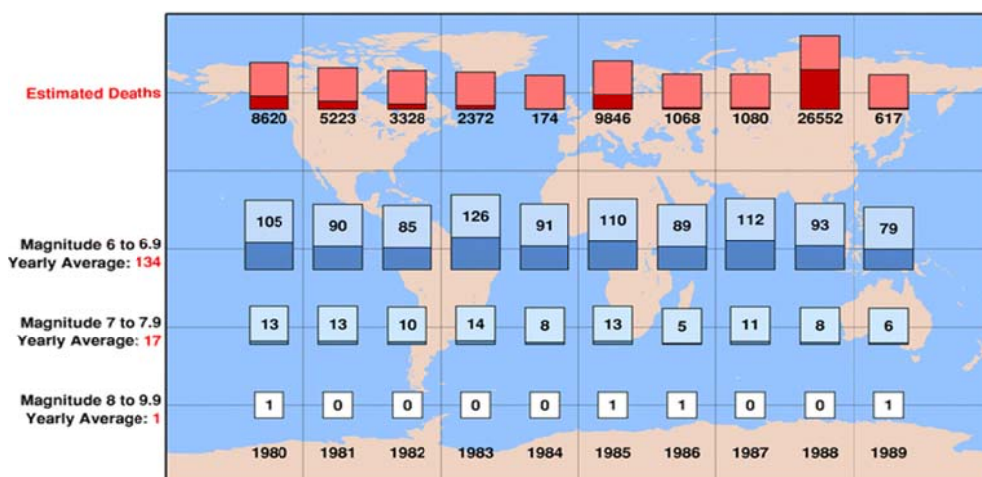 Estimated Deaths
8620 5223 3328 2372 174 9846 1068 1080 26552 617
105 90 85 126 91 110 89 112 93 79
Magnitude 6 to 6.9
Yearly Average: 134
13 13 10 14 8 13 5 11 8 6
Magnitude 7 to 7.9
Yearly Average: 17
Magnitude 8 to 9.9
1 0 0 0 0 1 1 0 0 1
Yearly Average: 1
1980 1981 1982 1983 1984 1985 1986 1987 1988 1989